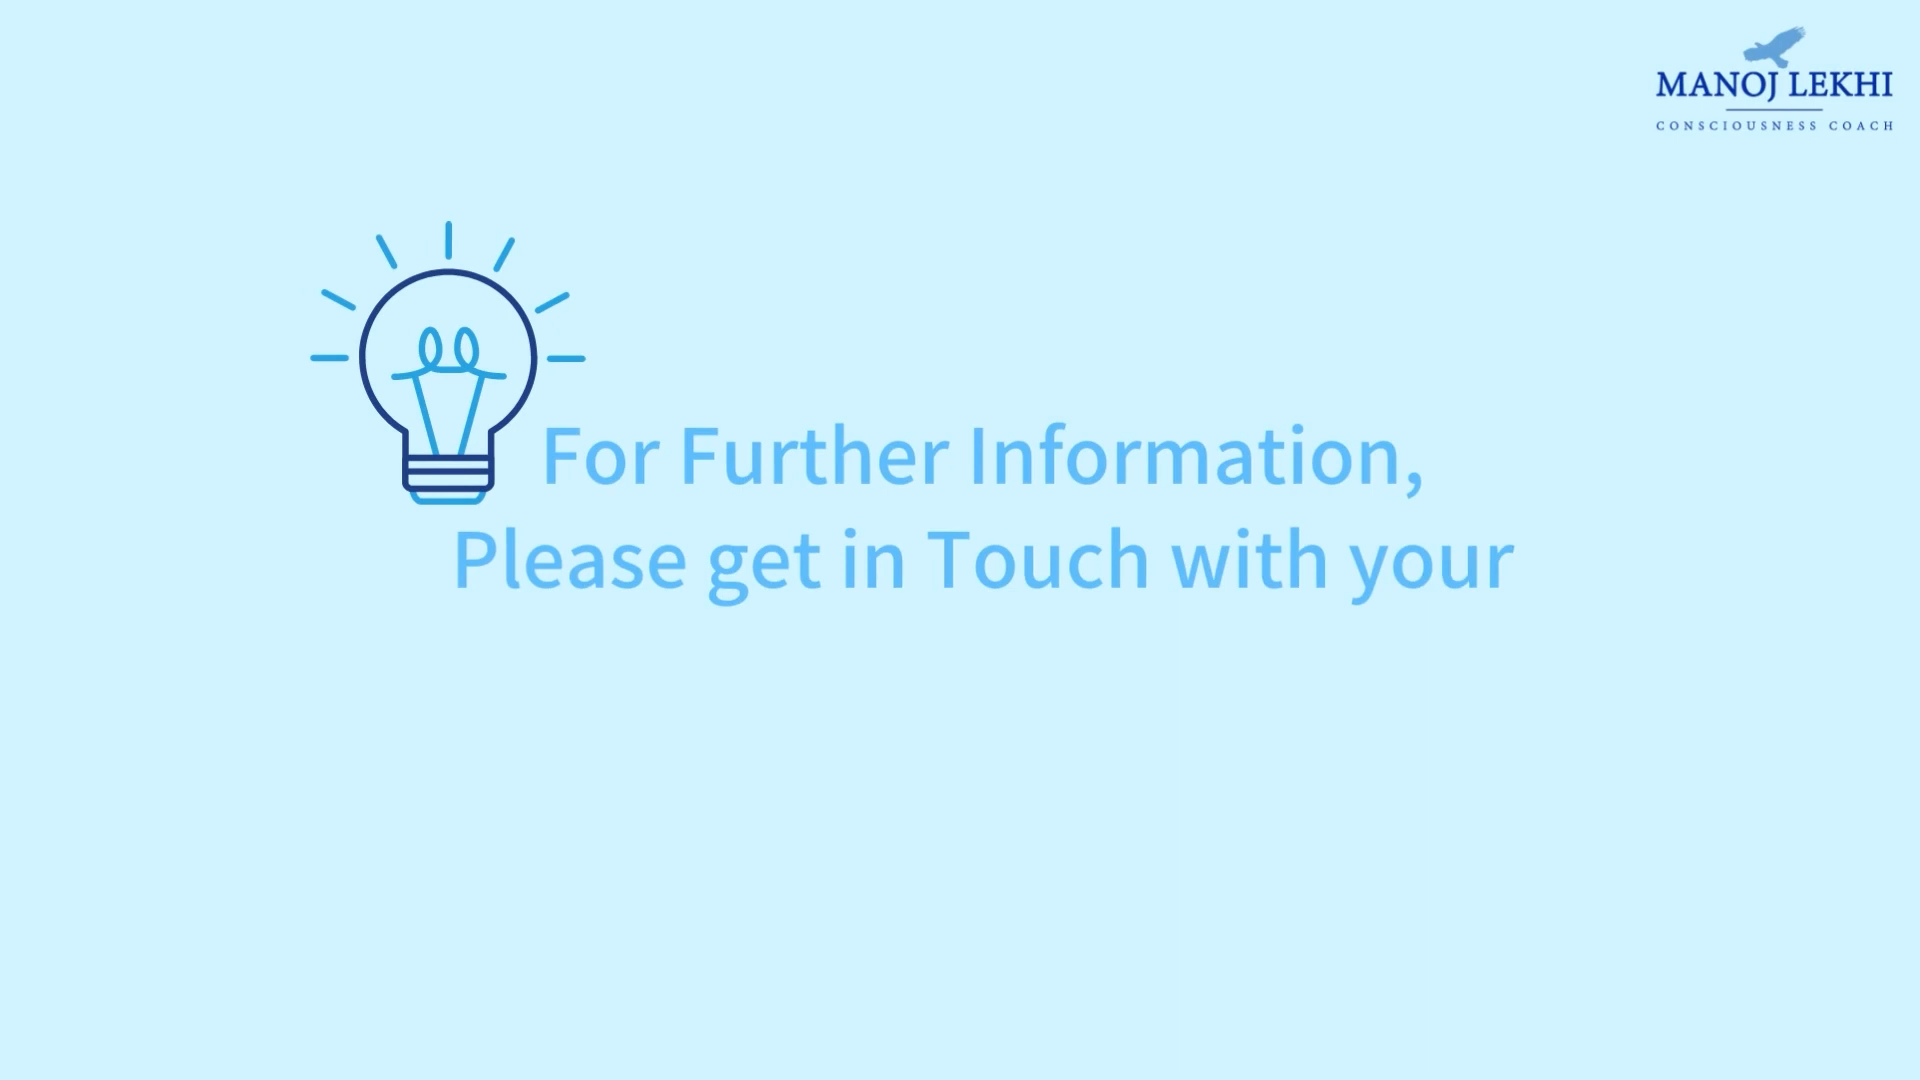 MANOJ LEKHI
CONSCIOUSNESS COACH
For Further Information,
Please get in Touch with your